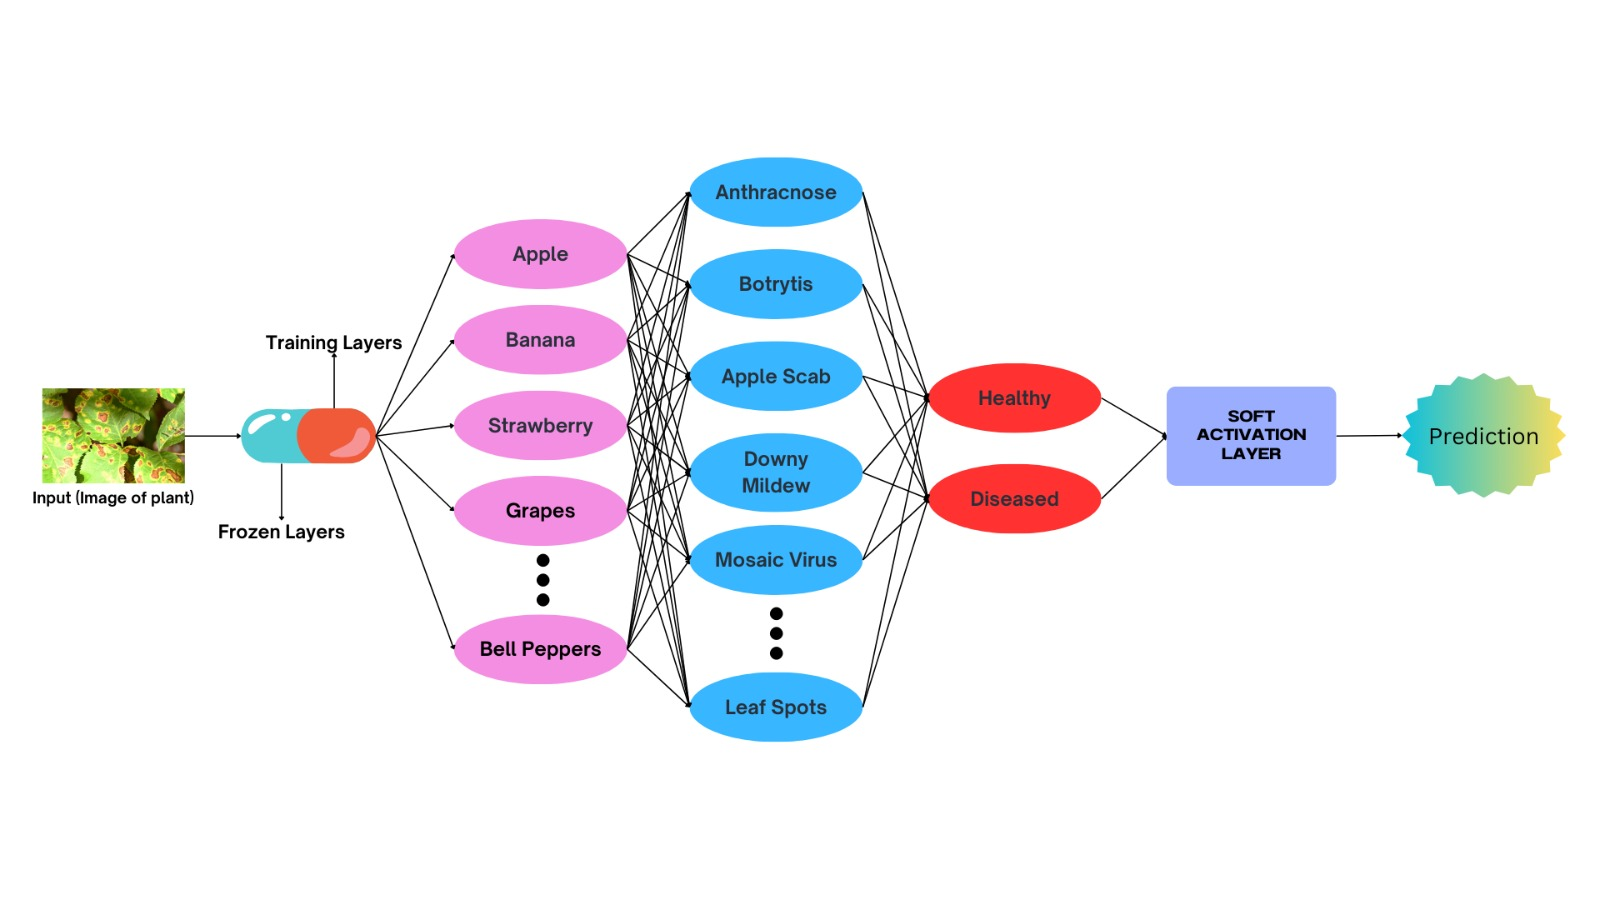 Input (Image of plant)
Training Layers
Frozen Layers
Apple
Banana
Strawberry
Grapes
Bell Peppers
Anthracnose
Botrytis
Apple Scab
Downy
Mildew
Mosaic Virus
Leaf Spots
Healthy
Diseased
SOFT
ACTIVATION
LAYER
Prediction